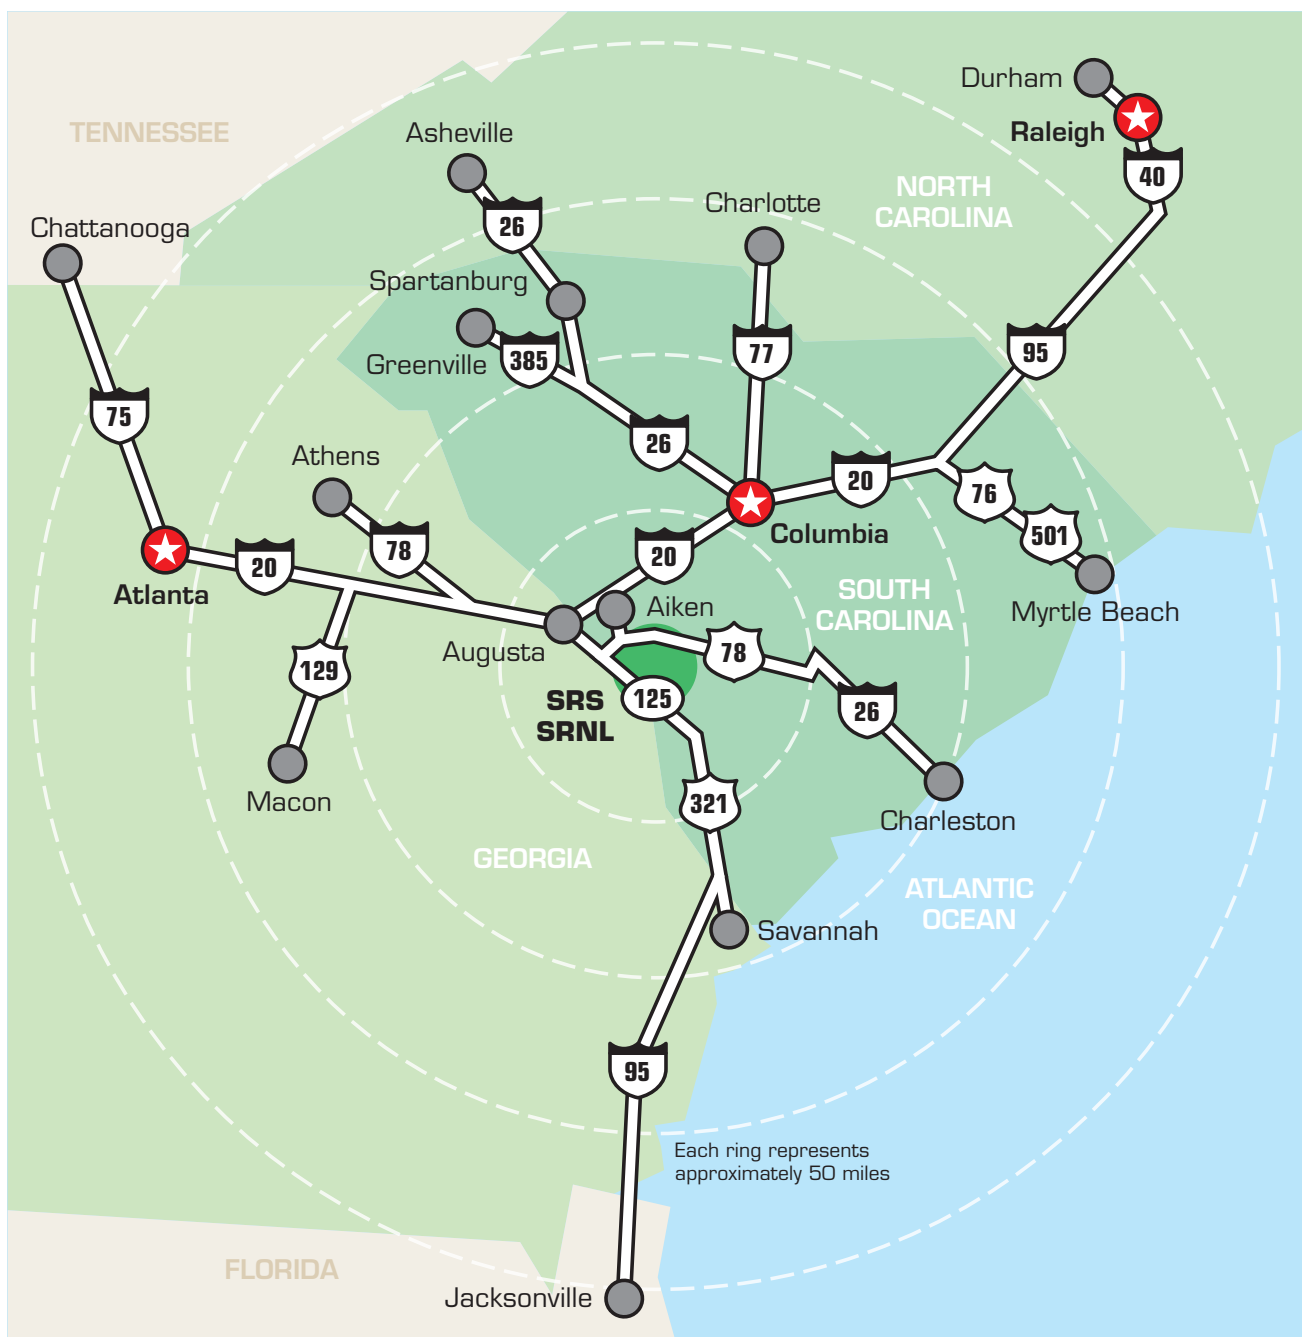 Durham
Raleigh
40
TENNESSEE
Asheville
NORTH
CAROLINA
26
Charlotte
Chattanooga
Spartanburg
Greenville
385
77
95
75
26
Athens
20
76
Columbia
501
78
20
20
Atlanta
Aiken
SOUTH
CAROLINA
Myrtle Beach
Augusta
78
129
SRS
SRNL
125
26
Macon
321
Charleston
GEORGIA
ATLANTIC
OCEAN
Savannah
95
Each ring represents
approximately 50 miles
FLORIDA
Jacksonville